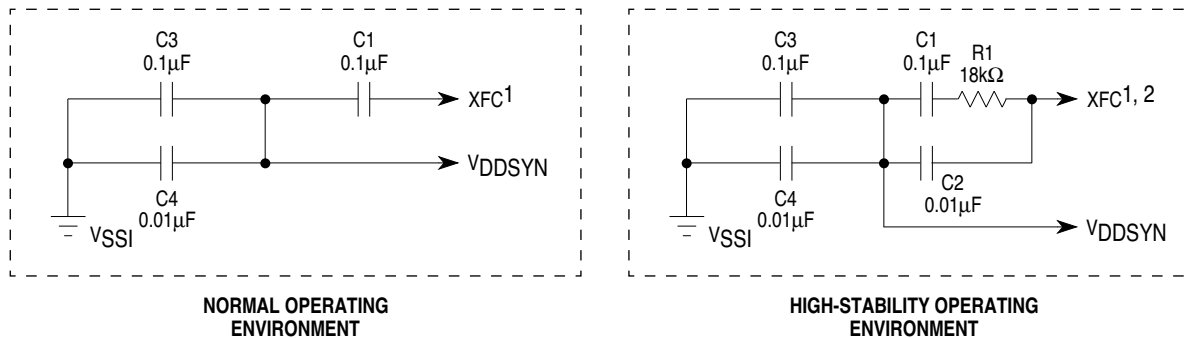 C3
0.1µF
C1
0.1µF
XFC1
VDDSYN
C4
0.01µF
VSSI
NORMAL OPERATING
ENVIRONMENT
C3
0.1µF
C1
0.1µF
R1
18kΩ
XFC1, 2
C4
0.01µF
C2
0.01µF
VSSI
VDDSYN
HIGH-STABILITY OPERATING
ENVIRONMENT